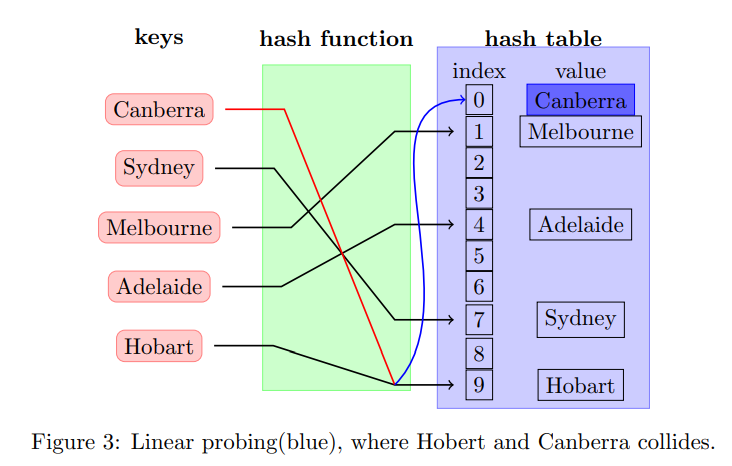 keys
hash function
hash table
index
value
Canberra
0
Canberra
1
Melbourne
Sydney
2
3
Melbourne
4
Adelaide
5
Adelaide
6
7
Sydney
Hobart
8
9
Hobart
Figure 3: Linear probing(blue), where Hobert and Canberra collides.